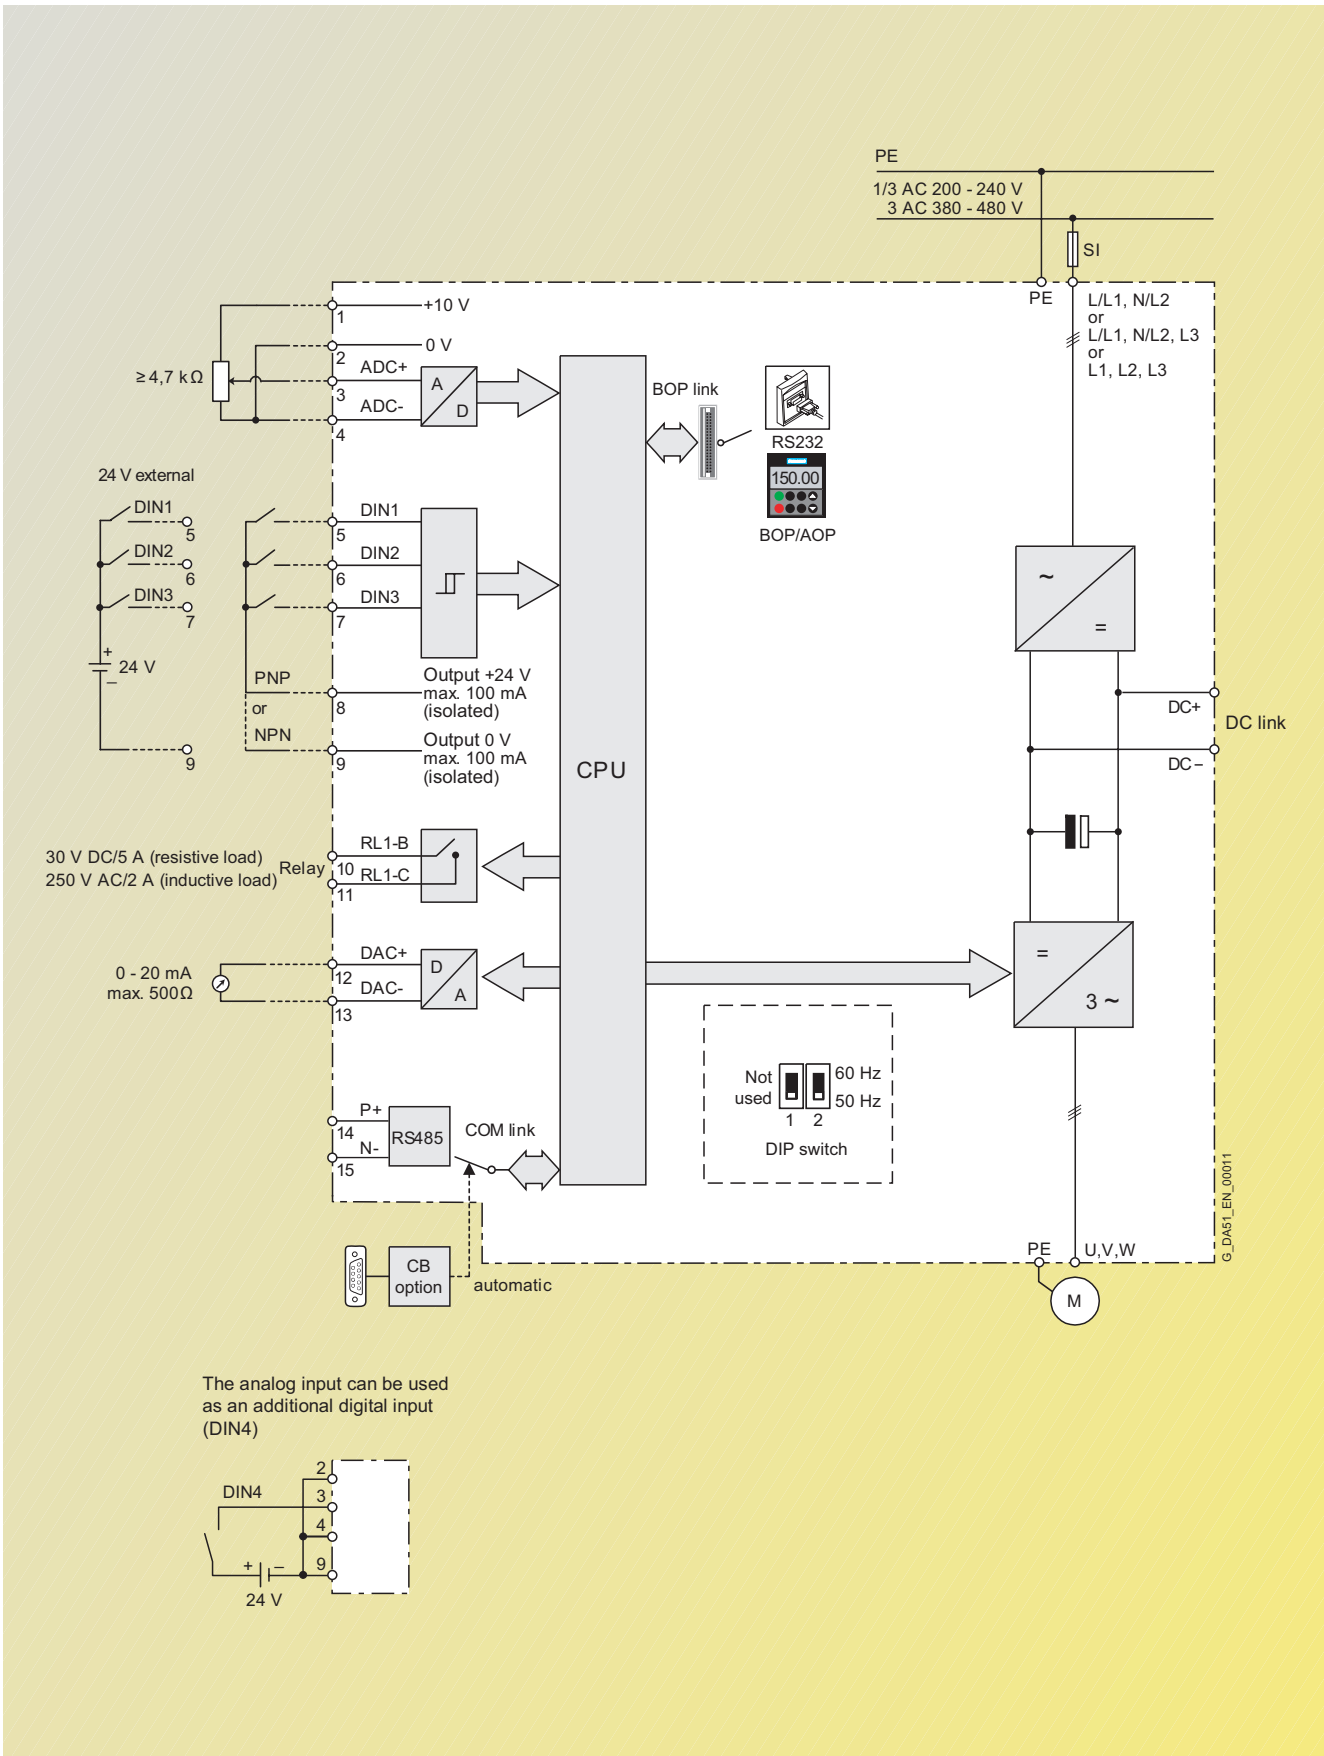 PE
1/3 AC 200 - 240 V
3 AC 380 - 480 V
SI
PE
L/L1, N/L2
or
L/L1, N/L2, L3
or
L1, L2, L3
+10 V
1
0 V
2
≥ 4,7 kΩ
ADC+
3
ADC-
4
A
D
BOP link
RS232
150.00
BOP/AOP
24 V external
DIN1
5
DIN2
6
DIN3
7
+
24 V
–
9
DIN1
5
DIN2
6
DIN3
7
PNP
8
or
NPN
9
Output +24 V
max. 100 mA
(isolated)
Output 0 V
max. 100 mA
(isolated)
CPU
~
=
DC+
DC link
DC–
30 V DC/5 A (resistive load)
250 V AC/2 A (inductive load)
Relay
RL1-B
10
RL1-C
11
0 - 20 mA
max. 500Ω
DAC+
12
DAC-
13
D
A
=
3 ~
Not
used
60 Hz
50 Hz
1 2
DIP switch
P+
14
N-
15
RS485
COM link
CB
option
automatic
PE
U,V,W
M
G_DA51_EN_00011
The analog input can be used
as an additional digital input
(DIN4)
2
DIN4
3
4
+ –
9
24 V